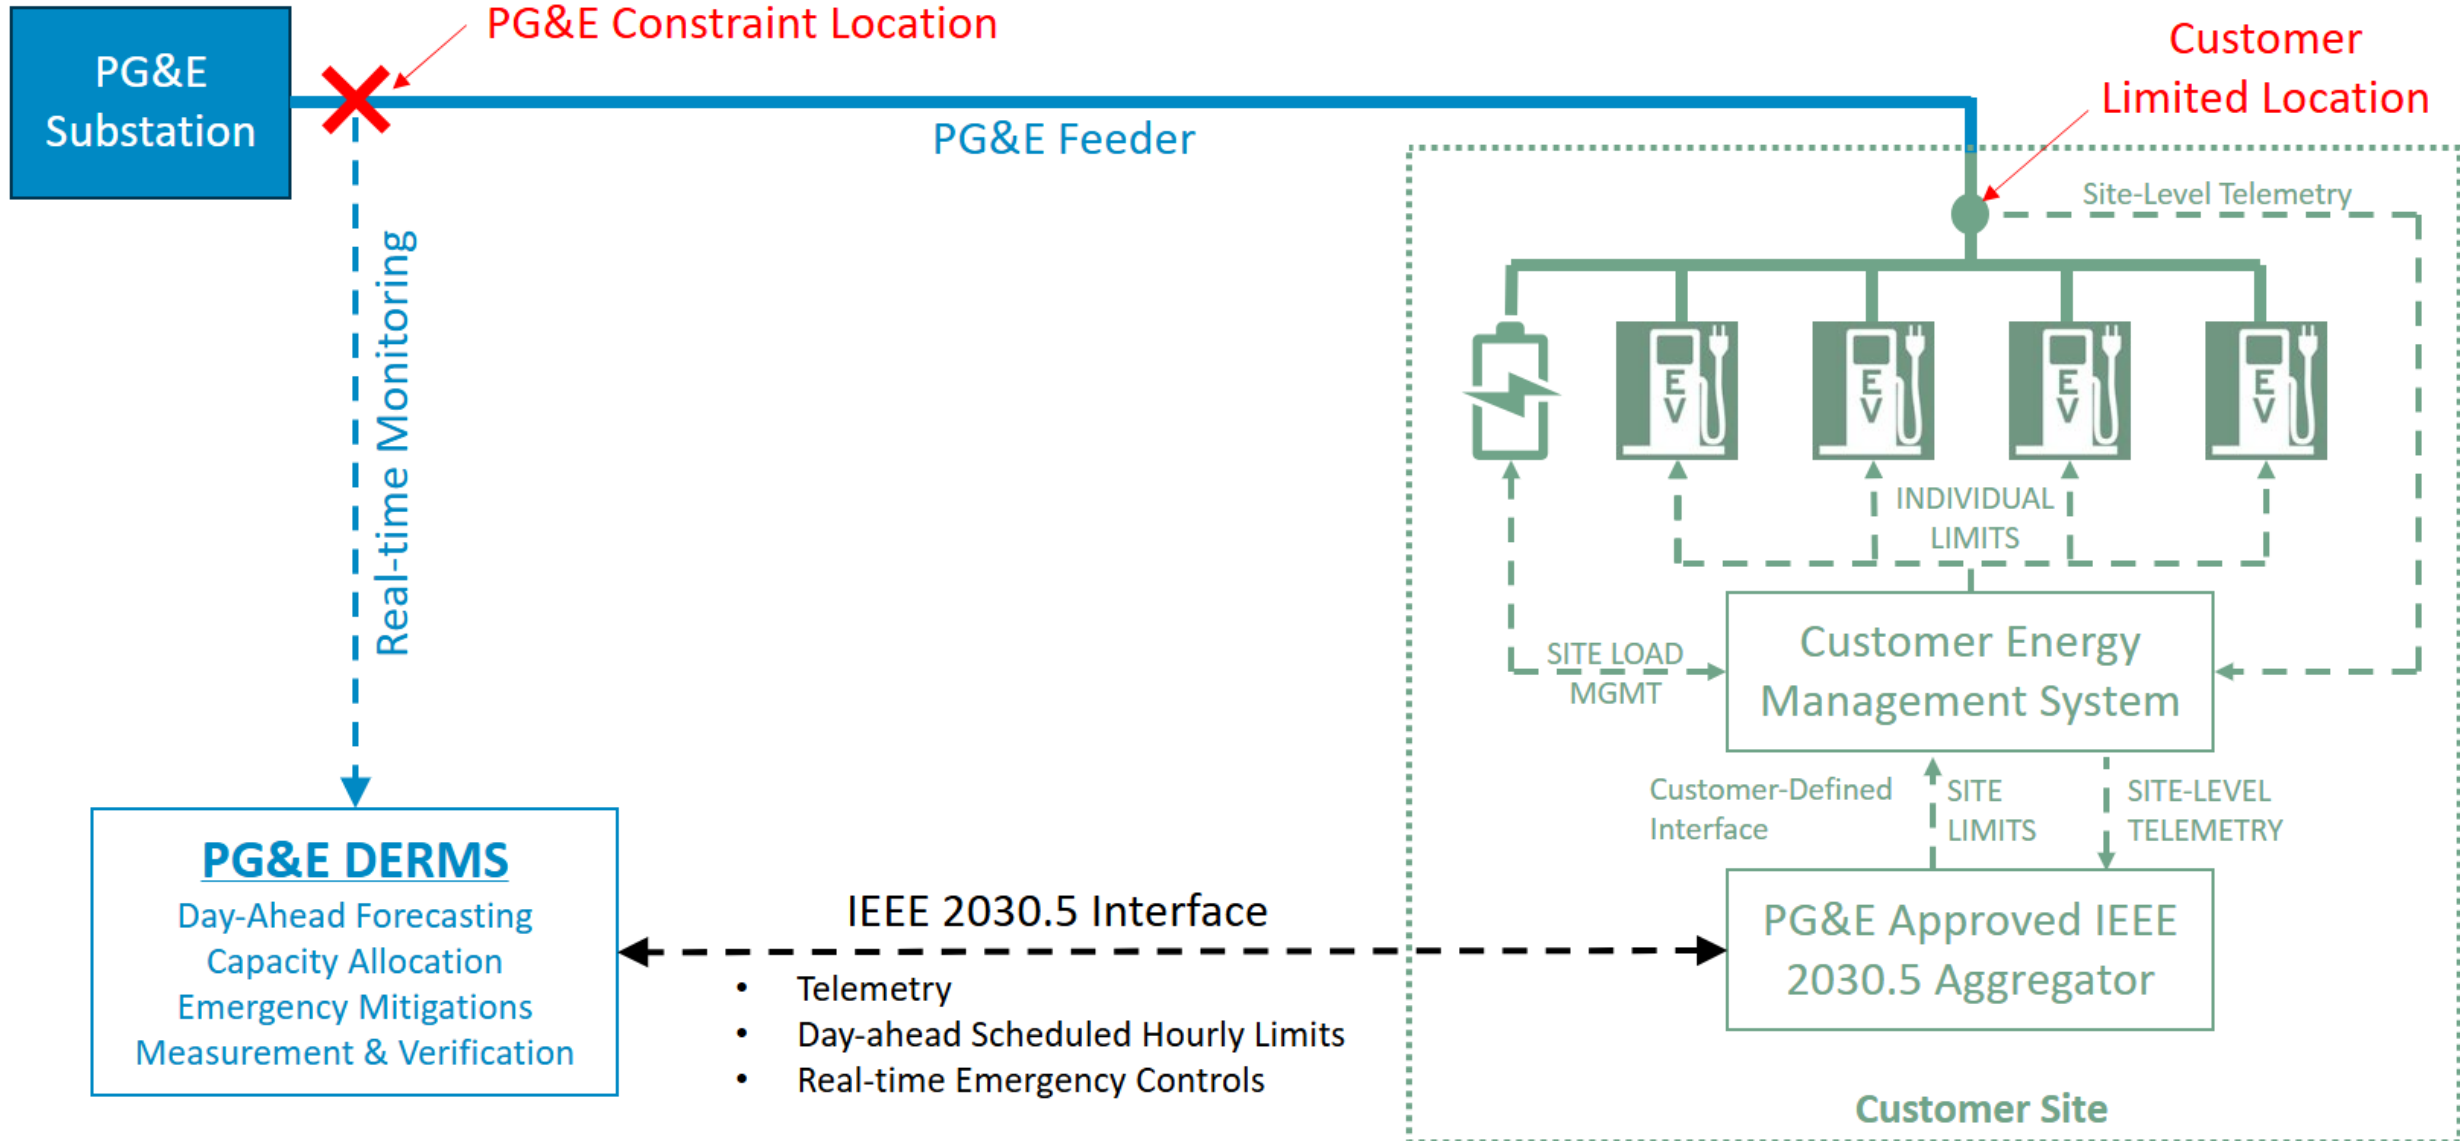 PG&E
Substation
PG&E Constraint Location
PG&E Feeder
Customer
Limited Location
Site-Level Telemetry
Real-time Monitoring
E
V
E
V
E
V
E
V
INDIVIDUAL
LIMITS
SITE LOAD
MGMT
Customer Energy
Management System
Customer-Defined
Interface
SITE
LIMITS
SITE-LEVEL
TELEMETRY
PG&E DERMS
Day-Ahead Forecasting
Capacity Allocation
Emergency Mitigations
Measurement & Verification
IEEE 2030.5 Interface
• Telemetry
• Day-ahead Scheduled Hourly Limits
• Real-time Emergency Controls
PG&E Approved IEEE
2030.5 Aggregator
Customer Site